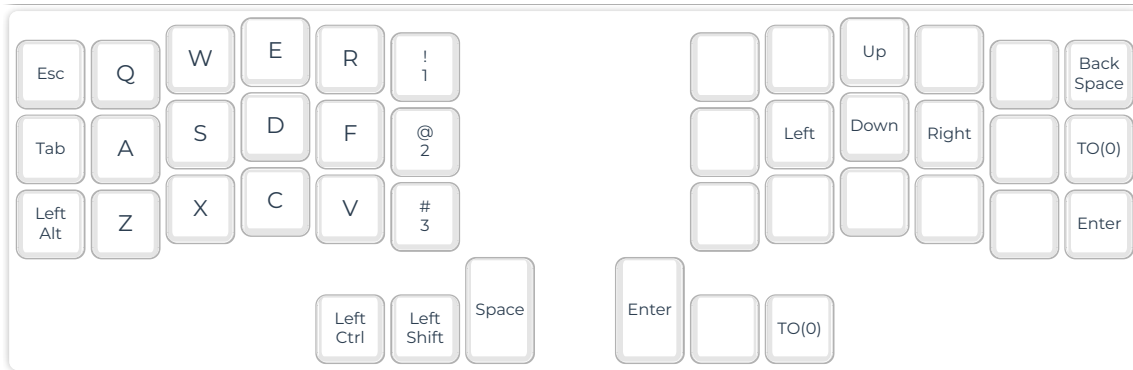 Esc
Q
W
E
R
!
1
Up
Back
Space
Tab
A
S
D
F
@
2
Left
Down
Right
TO(0)
Left
Alt
Z
X
C
V
#
3
Enter
Left
Ctrl
Left
Shift
Space
Enter
TO(0)